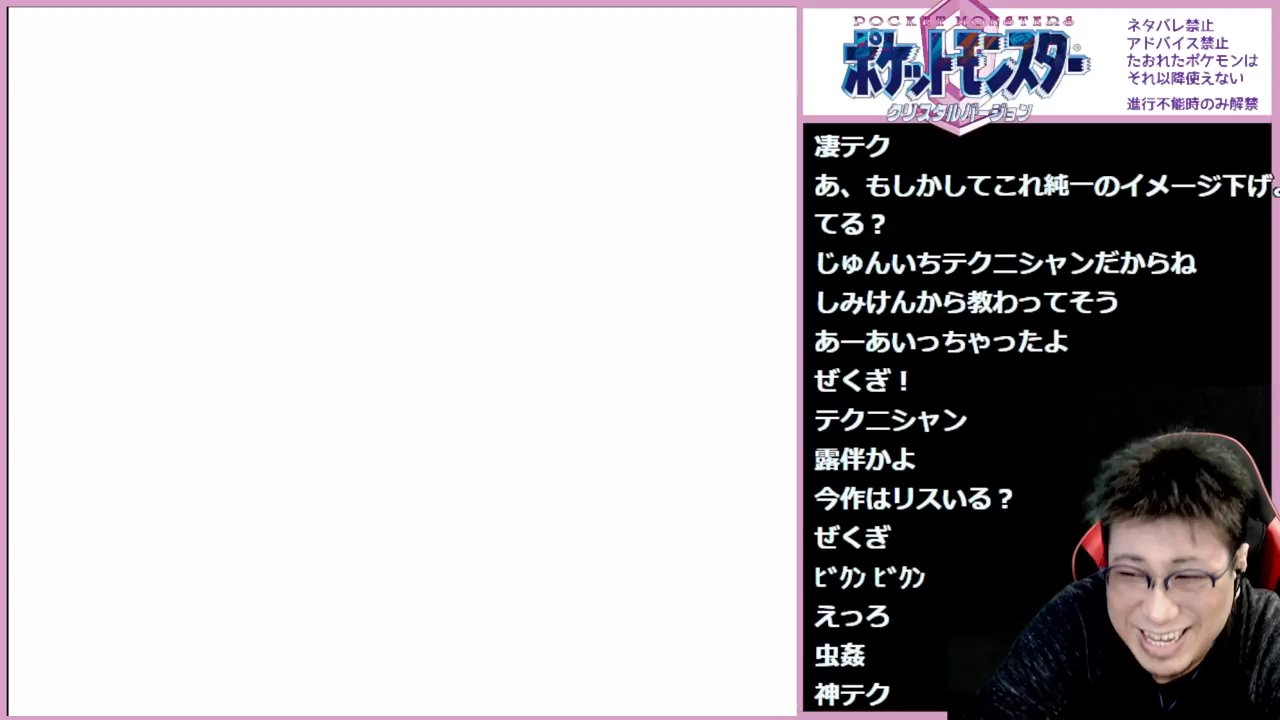 POCKET MONSTERS
ポケットモンスター
クリスタルバージョン
ネタバレ禁止
アドバイス禁止
たおれたポケモンは
それ以降使えない
進行不能時のみ解禁
凄テク
あ、もしかしてこれ純一のイメージ下げ
てる？
じゅんいちテクニシャンだからね
しみけんから教わってそう
あーあいっちゃったよ
ぜくぎ！
テクニシャン
露伴かよ
今作はリスいる？
ぜくぎ
ﾋﾞｸﾝ ﾋﾞｸﾝ
えっろ
虫姦
神テク